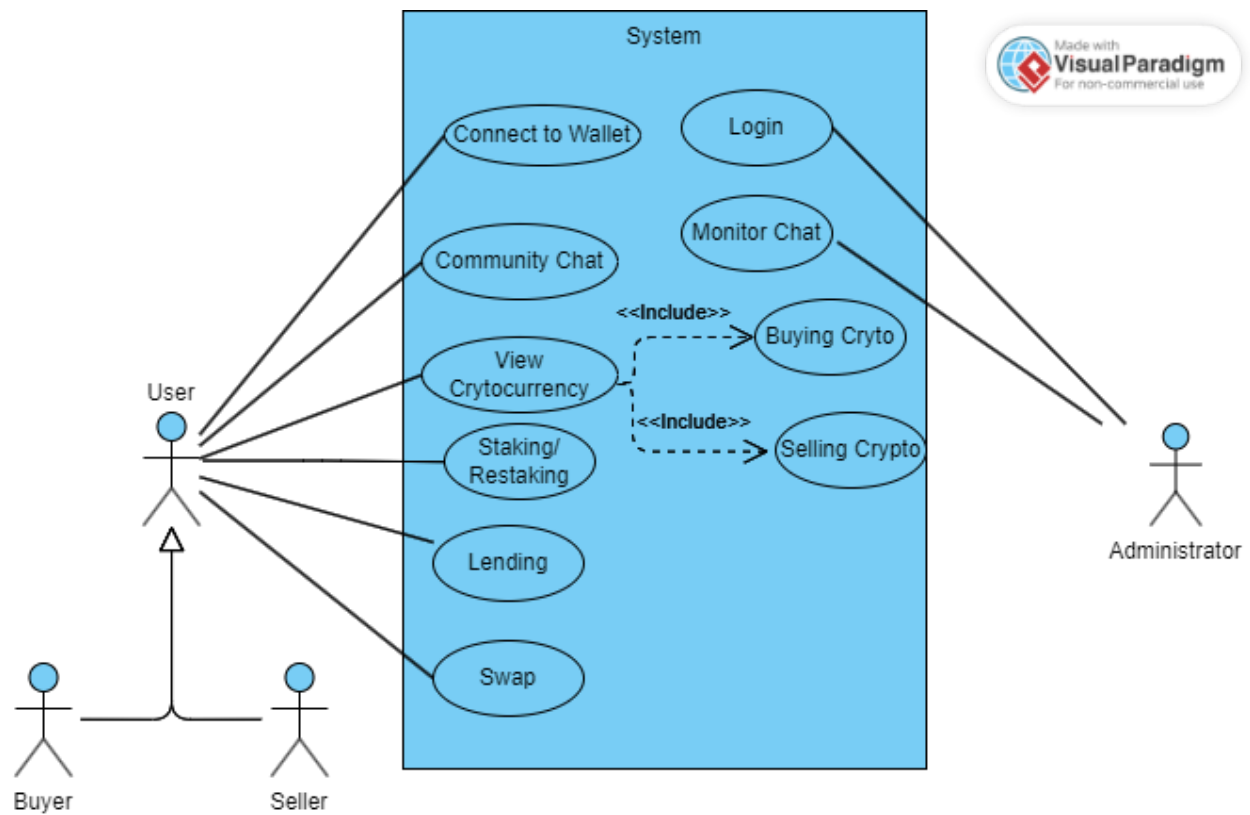 System
Made with
Visual Paradigm
For non-commercial use
Connect to Wallet
Login
Monitor Chat
Community Chat
<<Include>>
Buying Cryto
View
Crytocurrency
User
<<Include>>
Staking/
Restaking
Selling Crypto
Lending
Administrator
Swap
Buyer
Seller